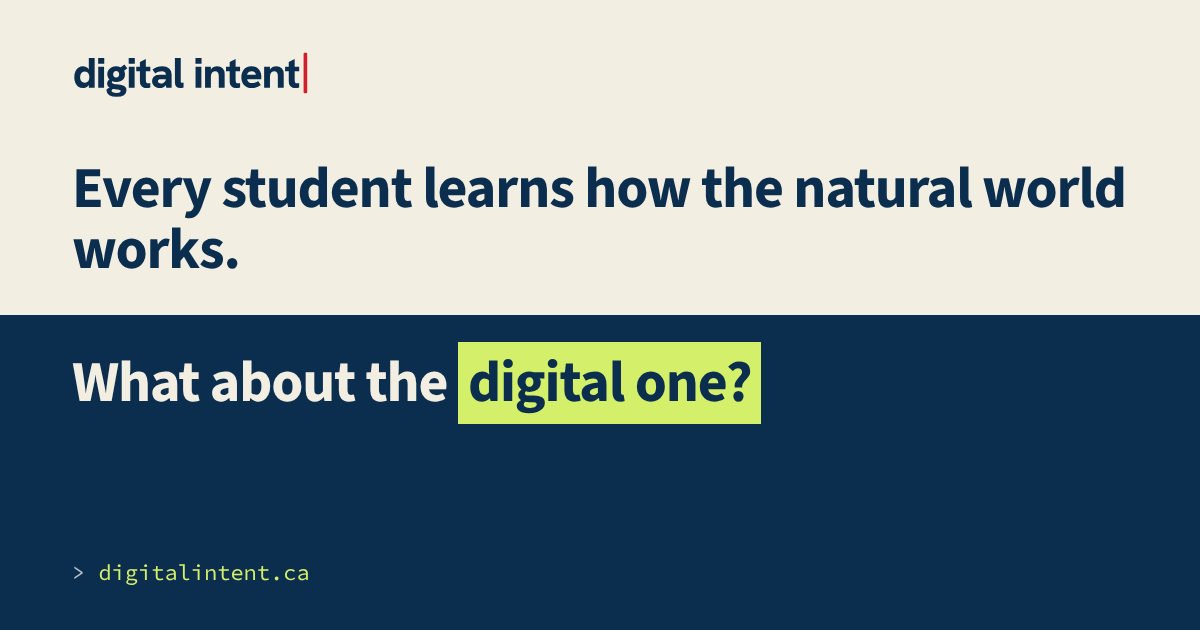 digital intent
Every student learns how the natural world
works.
What about the digital one?
> digitalintent.ca